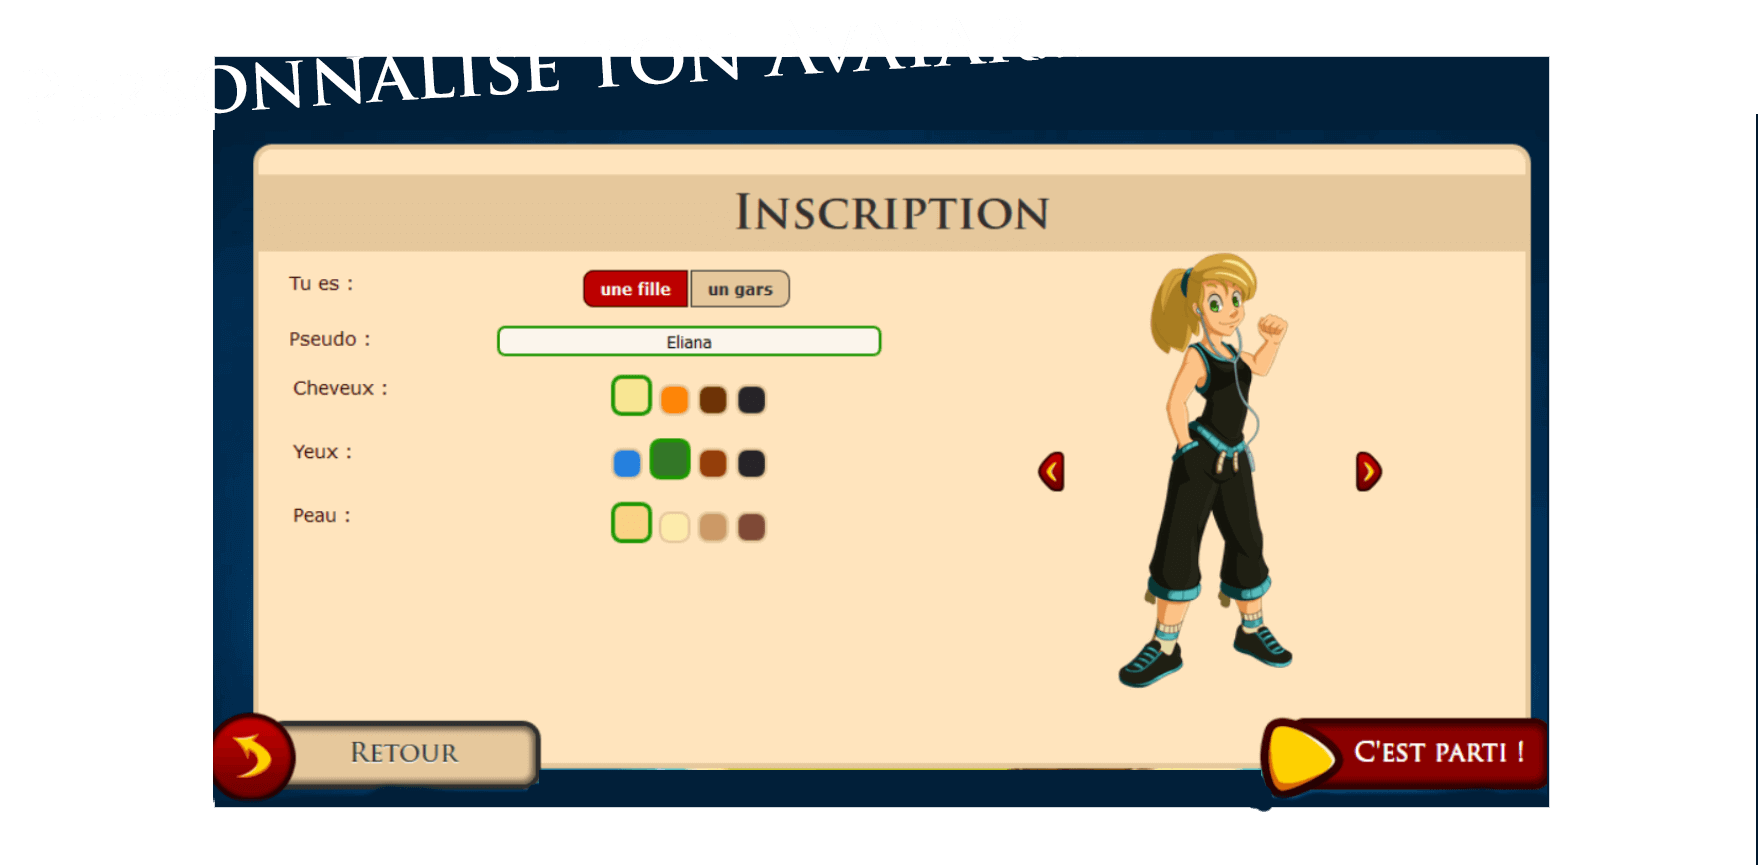 ONNALISE TON AVATAR
INSCRIPTION
Tu es :
une fille
un gars
Pseudo :
Eliana
Cheveux :
Yeux :
Peau :
RETOUR
C'EST PARTI !